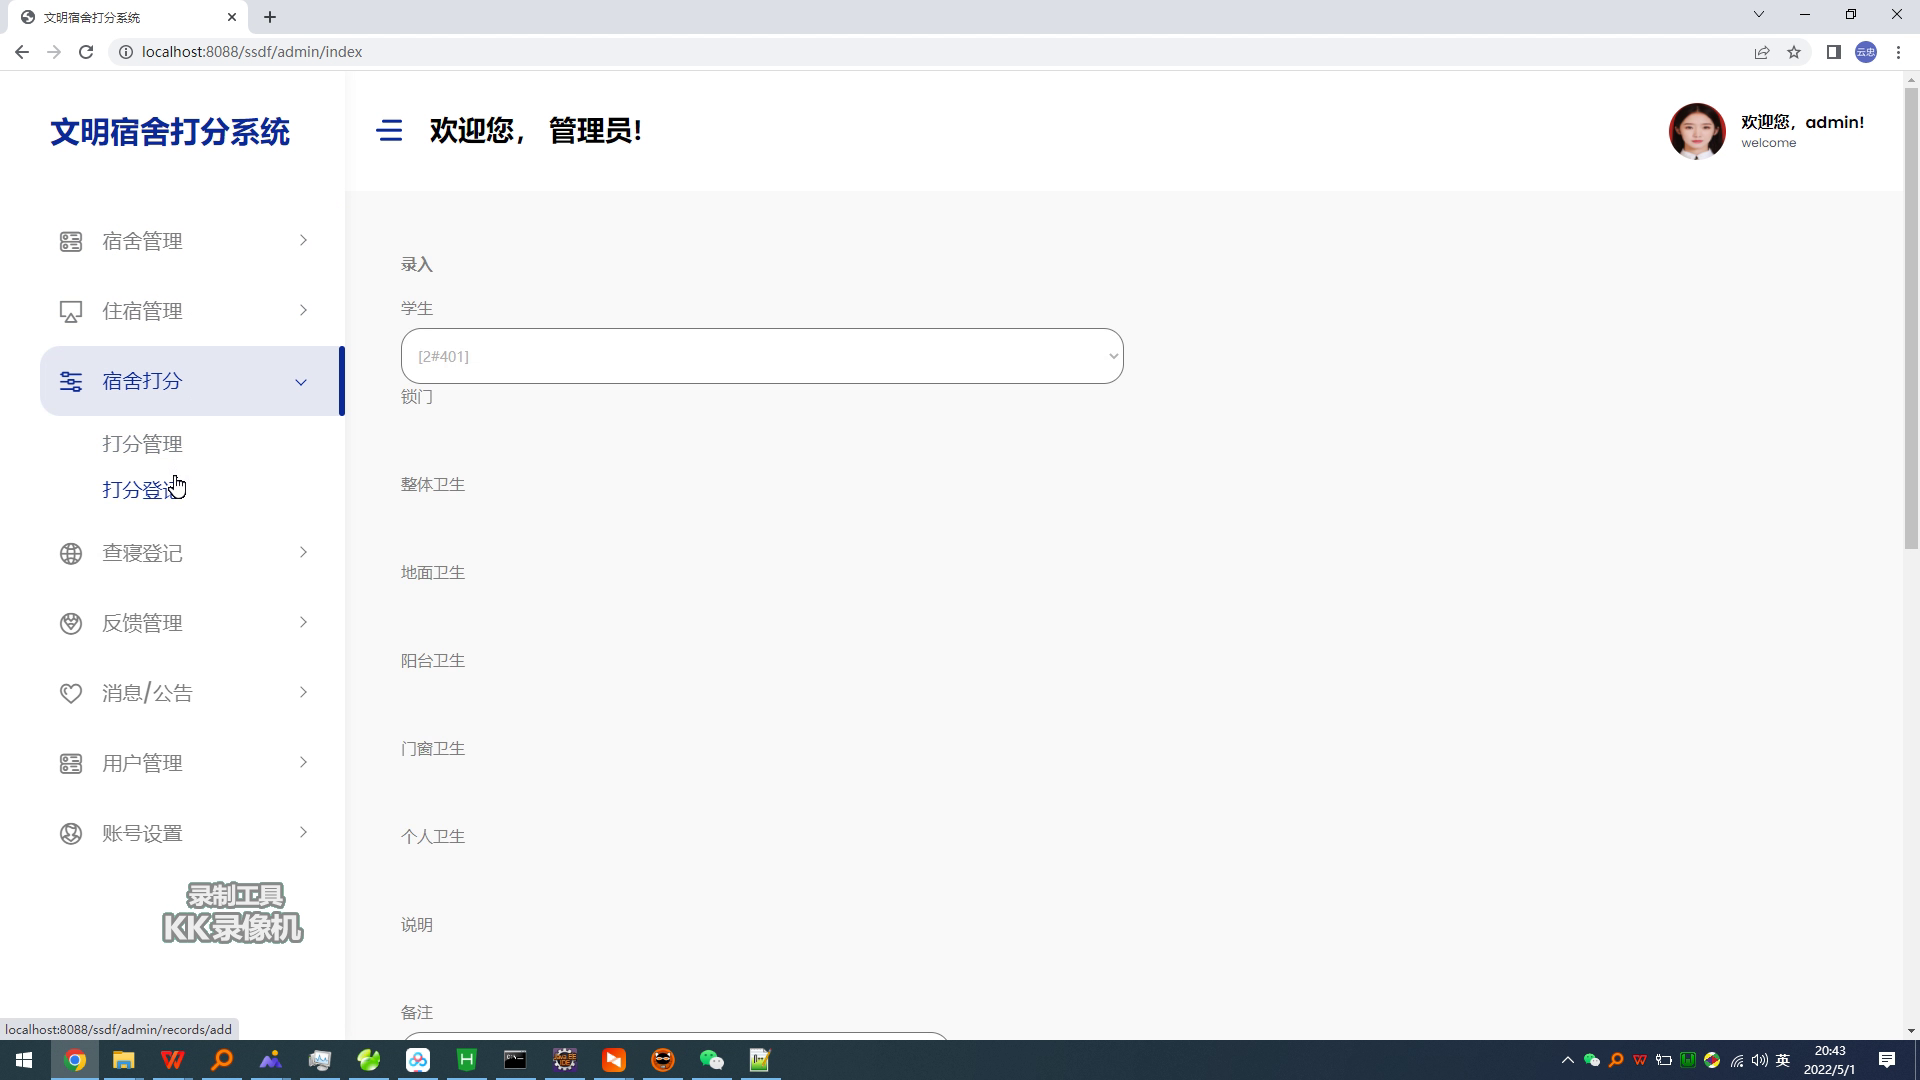 文明宿舍打分系统
localhost:8088/ssdf/admin/index
文明宿舍打分系统
欢迎您， 管理员!
欢迎您，admin!
welcome
宿舍管理
住宿管理
宿舍打分
打分管理
打分登记
查寝登记
反馈管理
消息/公告
用户管理
账号设置
录入
学生
[2#401]
锁门
整体卫生
地面卫生
阳台卫生
门窗卫生
个人卫生
说明
备注
录制工具
KK录像机
localhost:8088/ssdf/admin/records/add
英
20:43
2022/5/1
云忠